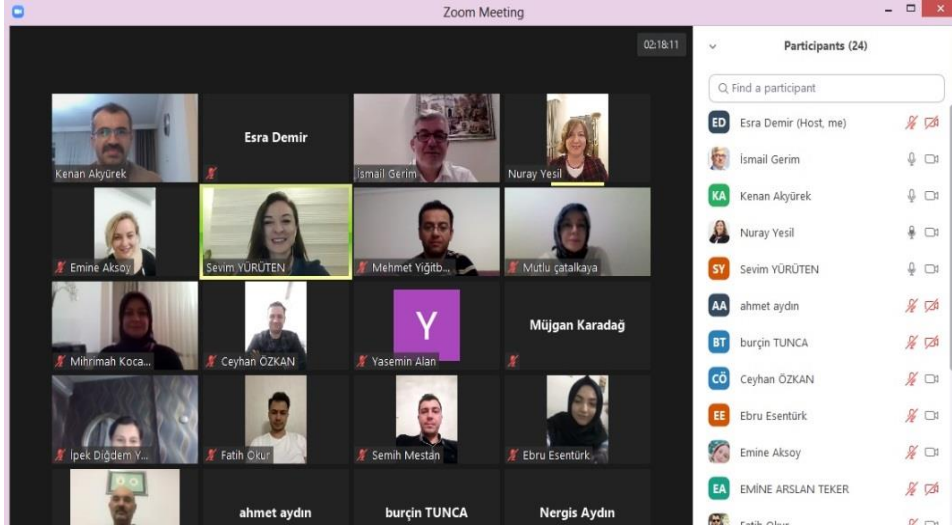 Zoom Meeting
02:18:11
Kenan Akyürek
Esra Demir
İsmail Gerim
Nuray Yesil
Emine Aksoy
Sevim YÜRÜTEN
Mehmet Yiğitb...
Mutlu çatalkaya
Mihrimah Koca...
Ceyhan ÖZKAN
Y
Yasemin Alan
Müjgan Karadağ
İpek Diğdem Y...
Fatih Okur
Semih Mestan
Ebru Esentürk
ahmet aydın
burçin TUNCA
Nergis Aydın
Participants (24)
Find a participant
ED Esra Demir (Host, me)
İsmail Gerim
KA Kenan Akyürek
Nuray Yesil
SY Sevim YÜRÜTEN
AA ahmet aydın
BT burçin TUNCA
CÖ Ceyhan ÖZKAN
EE Ebru Esentürk
Emine Aksoy
EA EMİNE ARSLAN TEKER
Fatih Okur